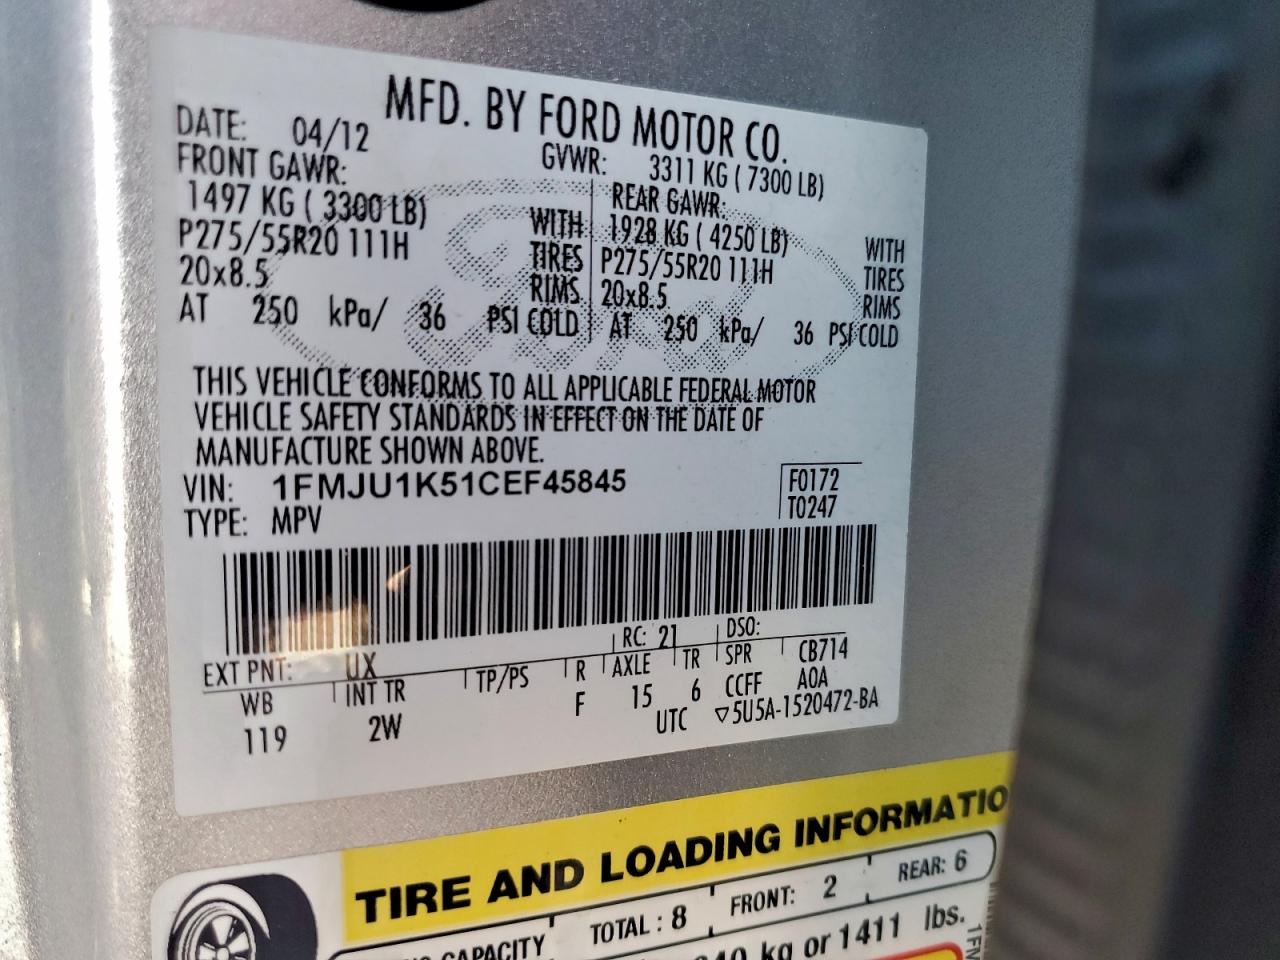 MFD. BY FORD MOTOR CO.
DATE: 04/12
GVWR: 3311 KG ( 7300 LB)
FRONT GAWR:
1497 KG ( 3300 LB)
P275/55R20 111H
20x8.5
WITH
TIRES
RIMS
AT 250 kPa/ 36 PSI COLD
REAR GAWR:
1928 KG ( 4250 LB)
P275/55R20 111H
20x8.5
WITH
TIRES
RIMS
AT 250 kPa/ 36 PSI COLD
Ford
THIS VEHICLE CONFORMS TO ALL APPLICABLE FEDERAL MOTOR
VEHICLE SAFETY STANDARDS IN EFFECT ON THE DATE OF
MANUFACTURE SHOWN ABOVE.
VIN: 1FMJU1K51CEF45845
TYPE: MPV
F0172
T0247
EXT PNT: UX
RC: 21 DSO:
WB INT TR TP/PS R AXLE TR SPR CB714
119 2W F 15 6 CCFF A0A
UTC ▽5U5A-1520472-BA
TIRE AND LOADING INFORMATIO
CAPACITY TOTAL : 8 FRONT: 2 REAR: 6
kg or 1411 lbs.